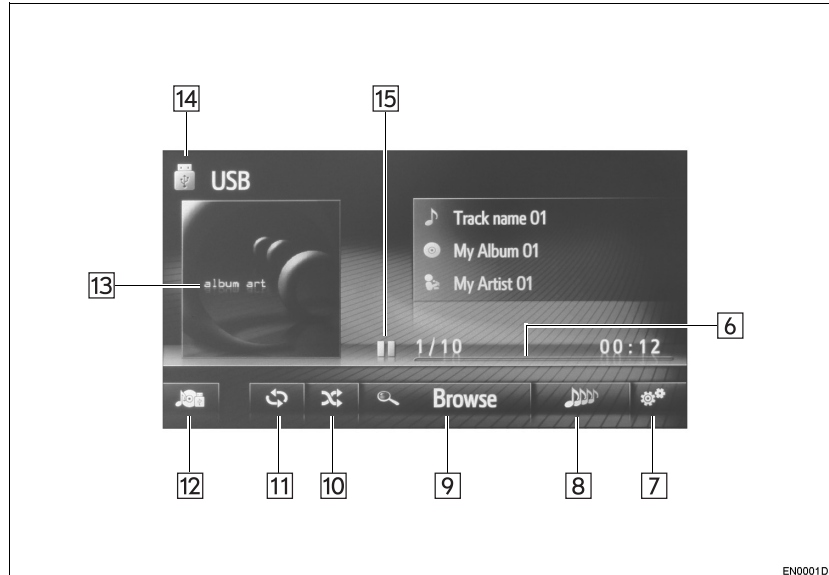 14 15
USB
Track name 01
My Album 01
My Artist 01
album art
13
6
1/10 00:12
Browse
12 11 10 9 8 7
EN0001D